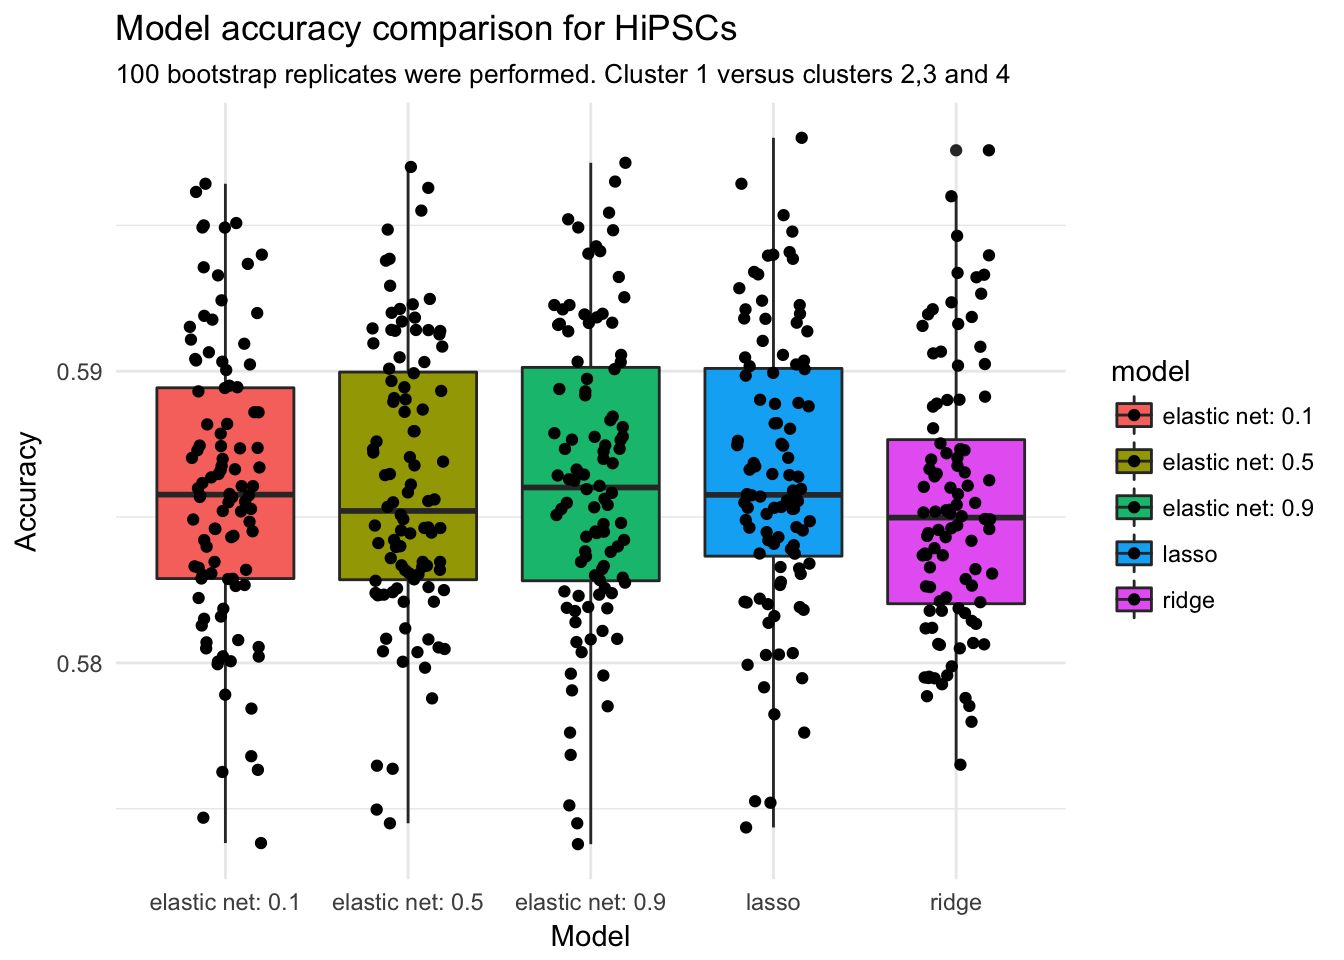 Model accuracy comparison for HiPSCs
100 bootstrap replicates were performed. Cluster 1 versus clusters 2,3 and 4
Accuracy
0.59
0.58
elastic net: 0.1
elastic net: 0.5
elastic net: 0.9
lasso
ridge
Model
model
elastic net: 0.1
elastic net: 0.5
elastic net: 0.9
lasso
ridge